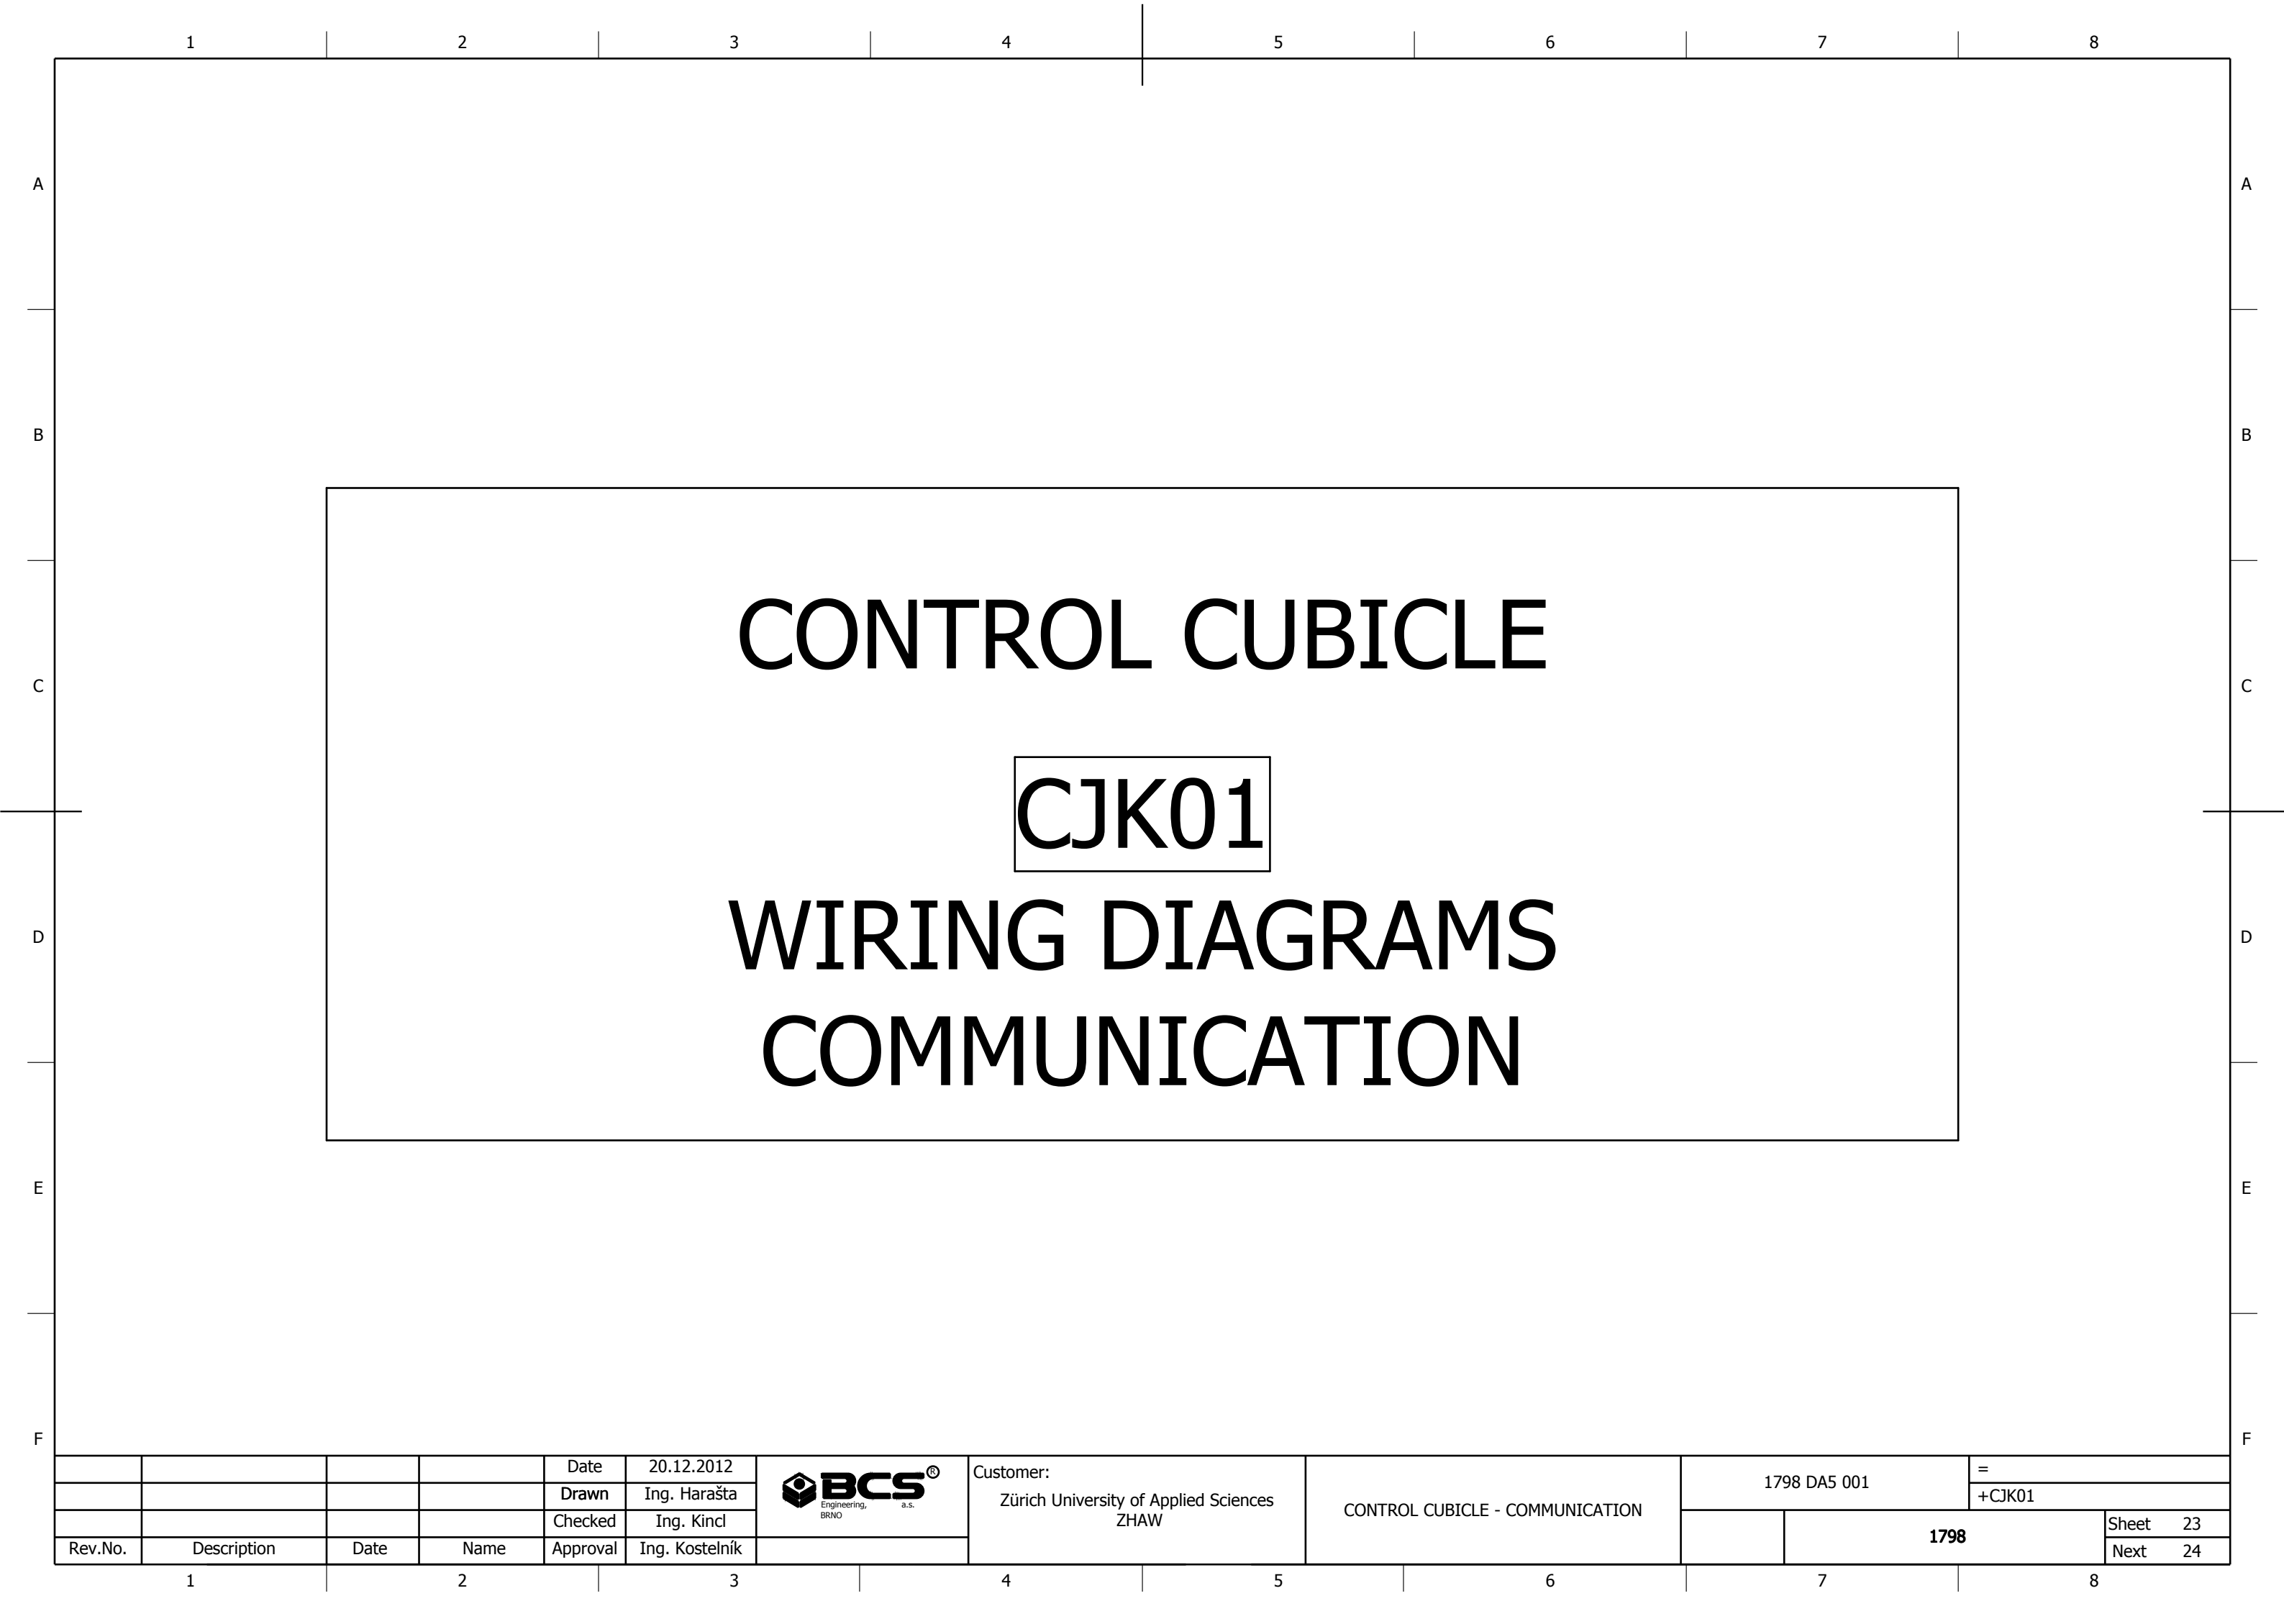 1 2 3 4 5 6 7 8
A A
B B
CONTROL CUBICLE
C C
CJK01
WIRING DIAGRAMS
D D
COMMUNICATION
E E
F F
Date 20.12.2012
Drawn Ing. Harašta
Checked Ing. Kincl
Rev.No. Description Date Name Approval Ing. Kostelník
BCS ®
Engineering, a.s.
BRNO
Customer:
Zürich University of Applied Sciences
ZHAW
CONTROL CUBICLE - COMMUNICATION
1798 DA5 001
=
+CJK01
1798
Sheet 23
Next 24
1 2 3 4 5 6 7 8